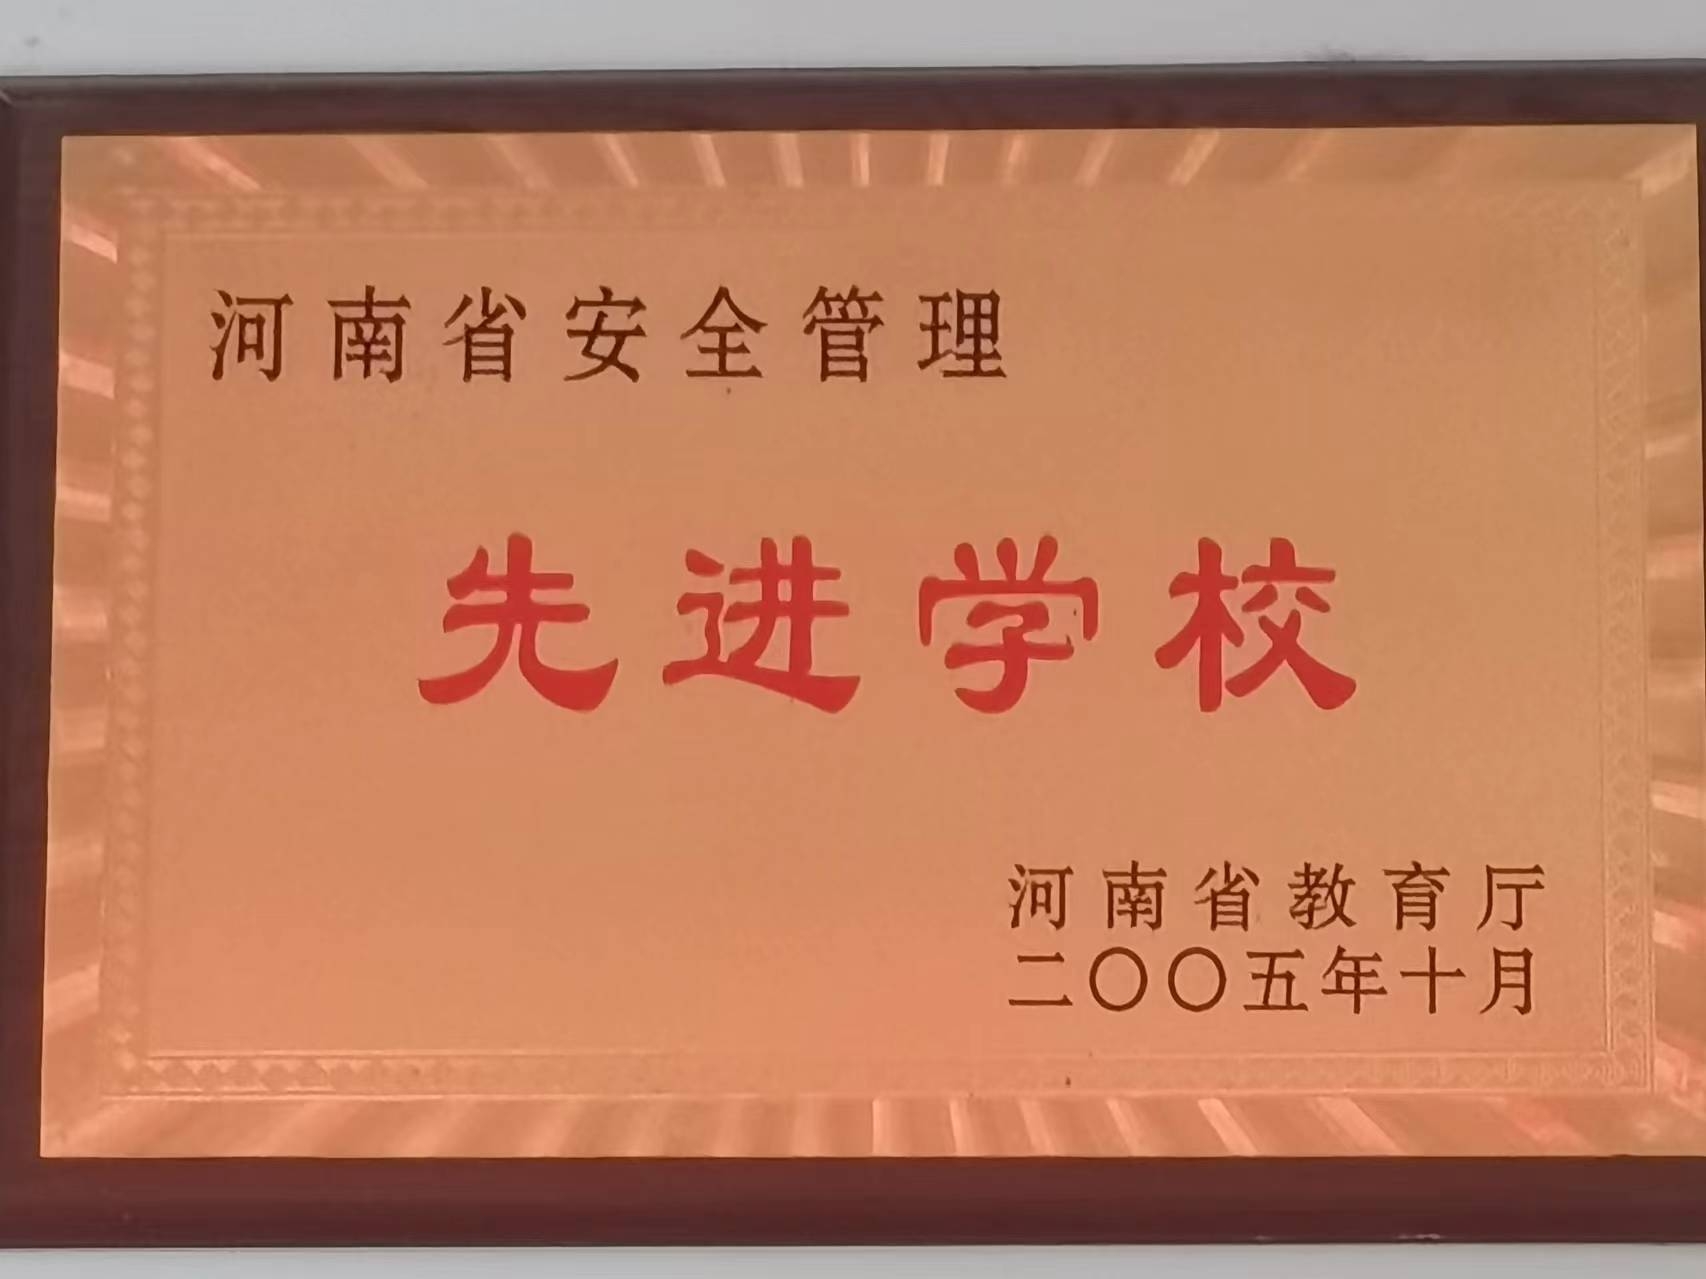 河南省安全管理
先进学校
河南省教育厅
二〇〇五年十月